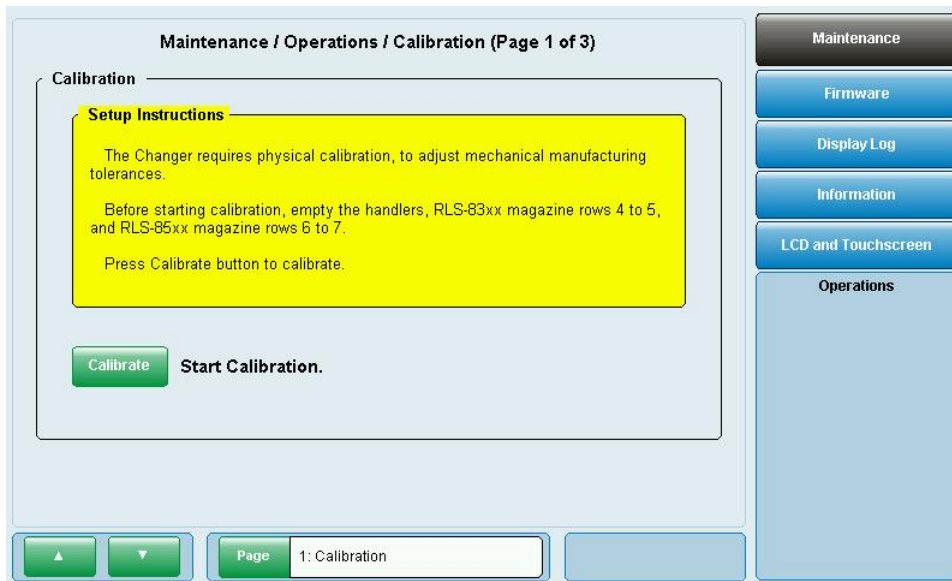 Maintenance / Operations / Calibration (Page 1 of 3)
Calibration
Setup Instructions
The Changer requires physical calibration, to adjust mechanical manufacturing
tolerances.
Before starting calibration, empty the handlers, RLS-83xx magazine rows 4 to 5,
and RLS-85xx magazine rows 6 to 7.
Press Calibrate button to calibrate.
Calibrate Start Calibration.
Page 1: Calibration
Maintenance
Firmware
Display Log
Information
LCD and Touchscreen
Operations